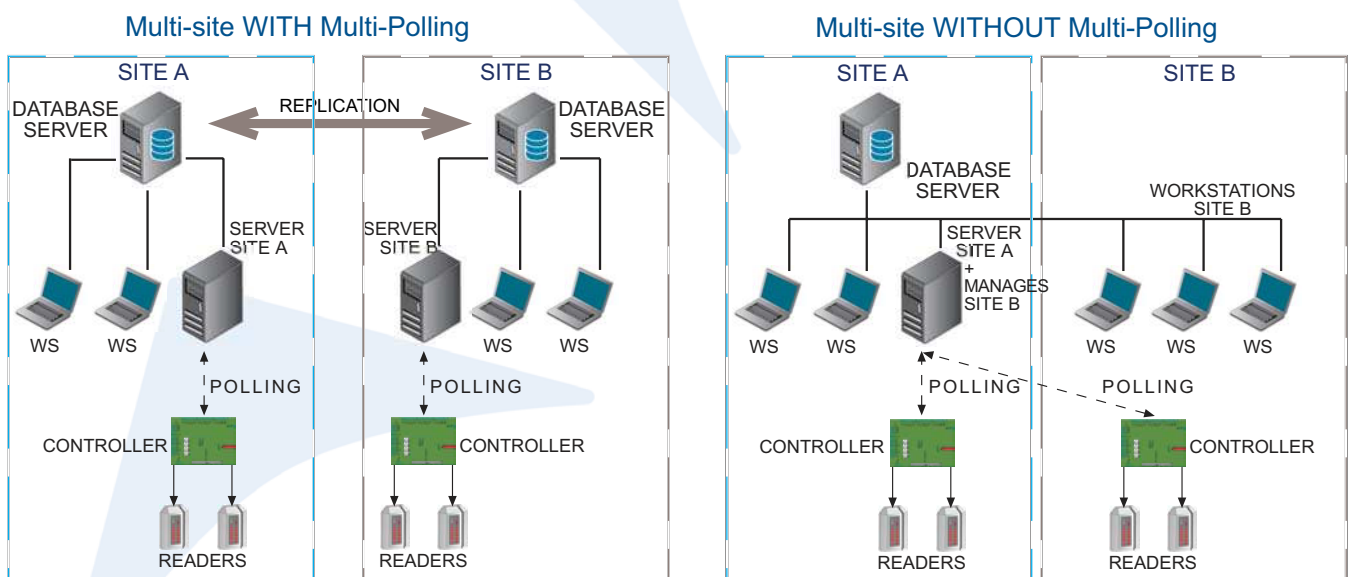 Multi-site WITH Multi-Polling
SITE A
SITE B
DATABASE
SERVER
REPLICATION
DATABASE
SERVER
SERVER
SITE A
SERVER
SITE B
WS
WS
WS
WS
POLLING
POLLING
CONTROLLER
CONTROLLER
READERS
READERS
Multi-site WITHOUT Multi-Polling
SITE A
SITE B
DATABASE
SERVER
WORKSTATIONS
SITE B
SERVER
SITE A
+
MANAGES
SITE B
WS
WS
WS
WS
WS
POLLING
POLLING
CONTROLLER
CONTROLLER
READERS
READERS